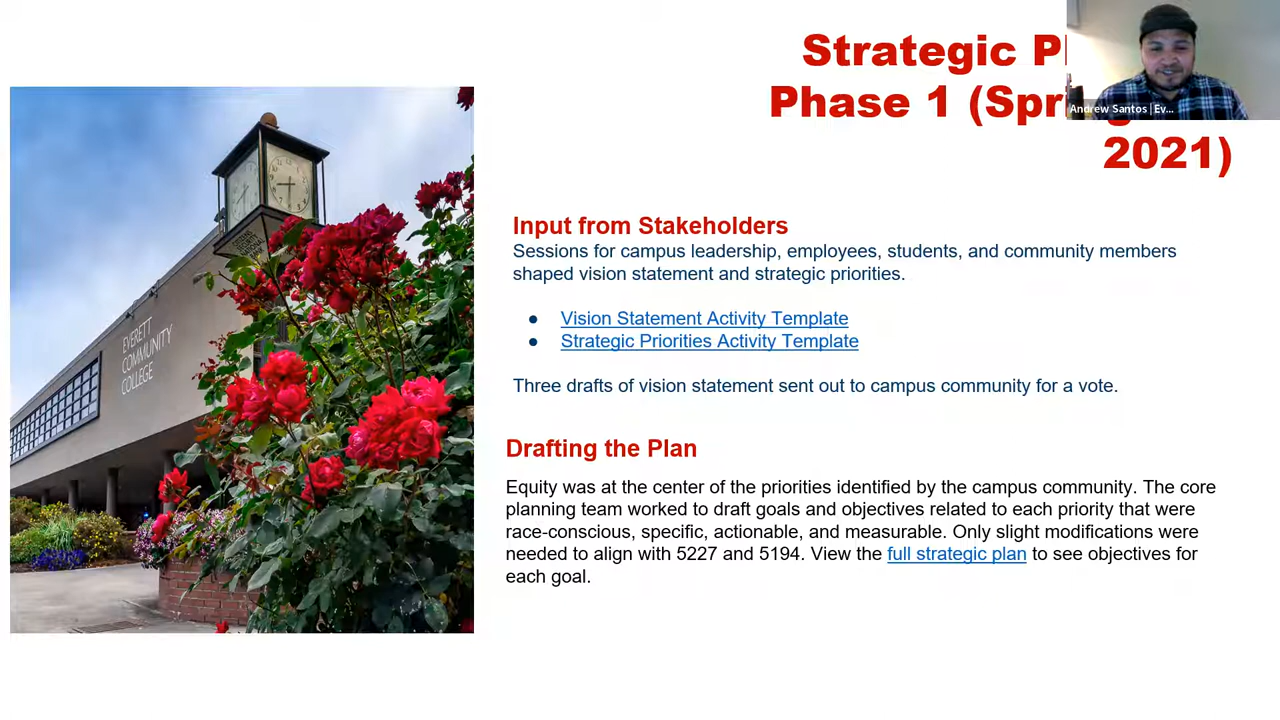 Strategic
Phase 1
2021)
Andrew Santos | Ev...
EVERETT
COMMUNITY
COLLEGE
Input from Stakeholders
Sessions for campus leadership, employees, students, and community members
shaped vision statement and strategic priorities.
● Vision Statement Activity Template
● Strategic Priorities Activity Template
Three drafts of vision statement sent out to campus community for a vote.
Drafting the Plan
Equity was at the center of the priorities identified by the campus community. The core
planning team worked to draft goals and objectives related to each priority that were
race-conscious, specific, actionable, and measurable. Only slight modifications were
needed to align with 5227 and 5194. View the full strategic plan to see objectives for
each goal.